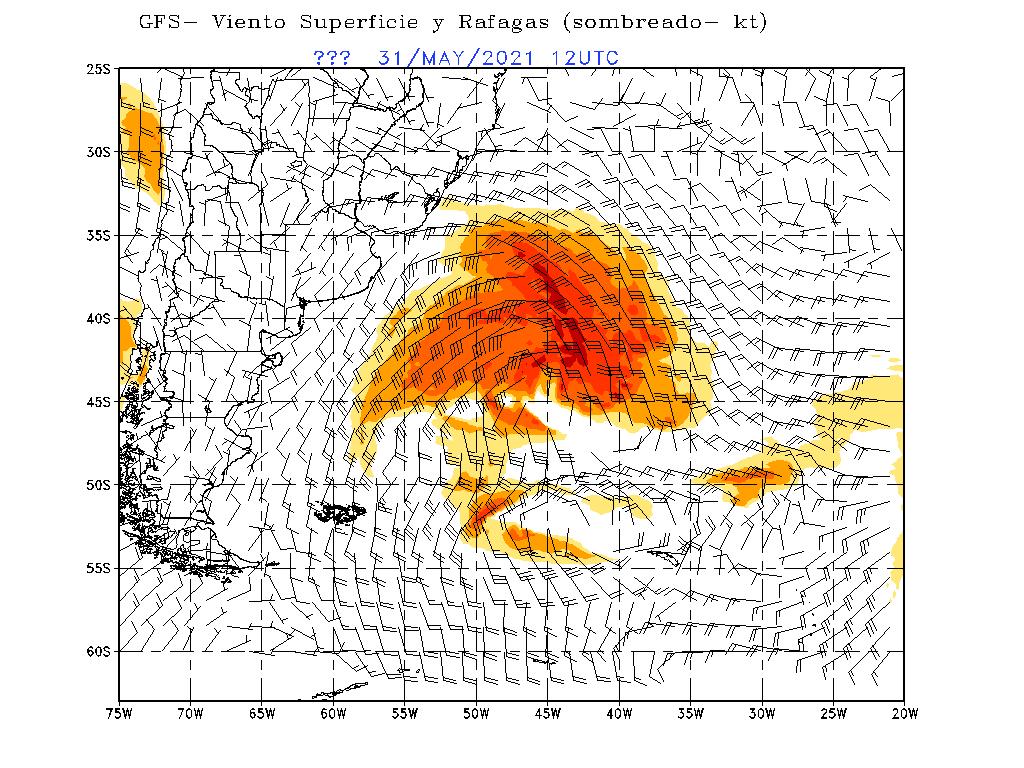 GFS— Viento Superficie y Rafagas (sombreado— kt)
??? 31/MAY/2021 12UTC
25S
30S
35S
40S
45S
50S
55S
60S
75W 70W 65W 60W 55W 50W 45W 40W 35W 30W 25W 20W